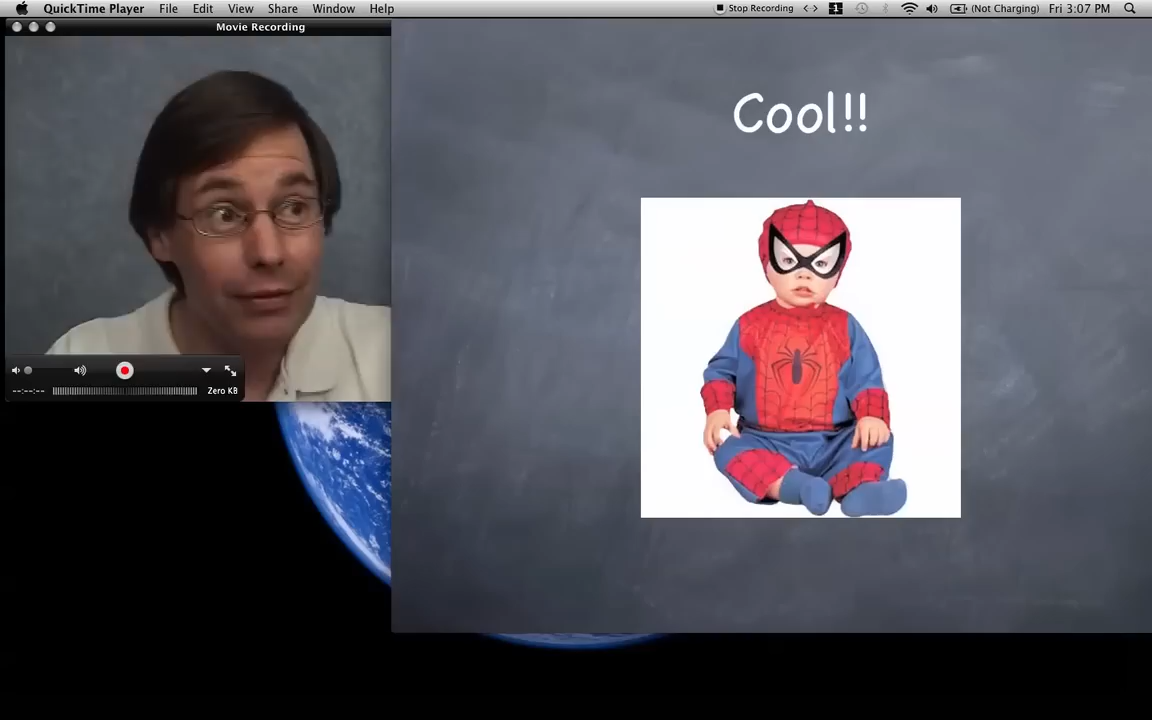 QuickTime Player File Edit View Share Window Help Stop Recording 1 (Not Charging) Fri 3:07 PM
Movie Recording
Cool!!
--:--:-- Zero KB